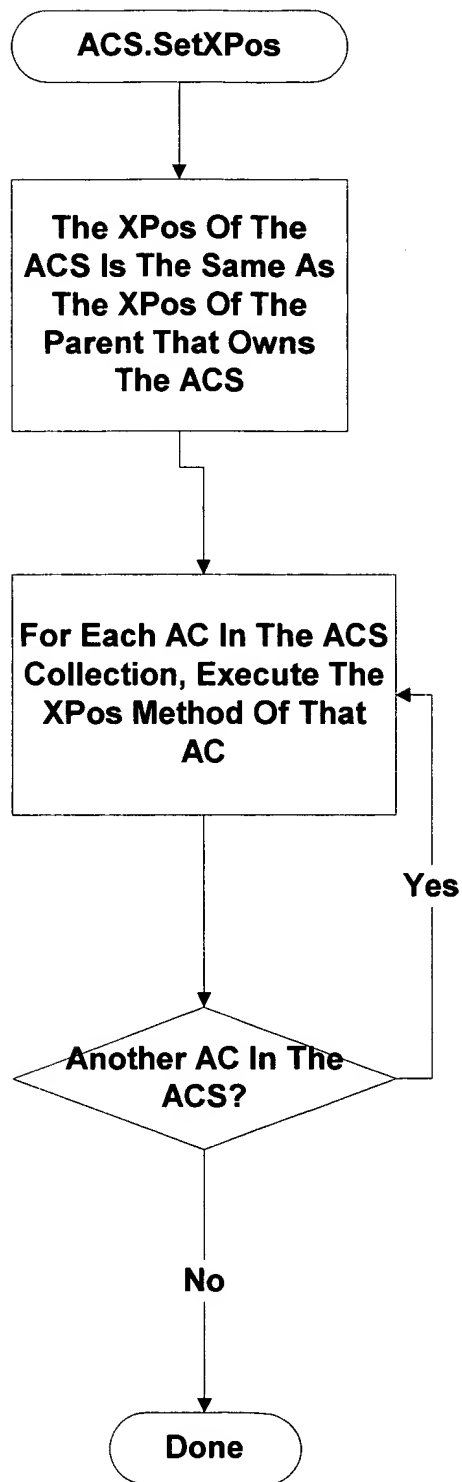 ACS.SetXPos
The XPos Of The
ACS Is The Same As
The XPos Of The
Parent That Owns
The ACS
For Each AC In The ACS
Collection, Execute The
XPos Method Of That
AC
Yes
Another AC In The
ACS?
No
Done